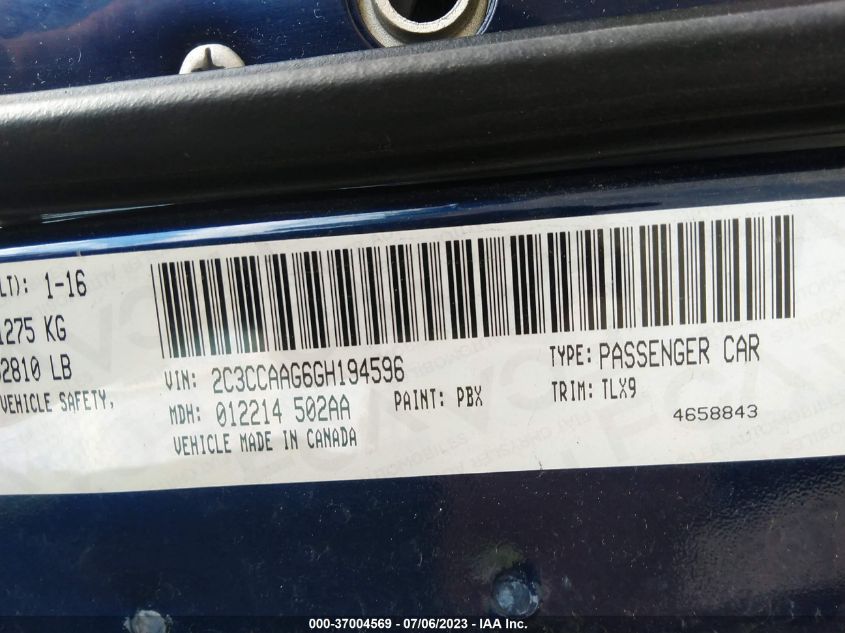 LT): 1-16
1275 KG
2810 LB
VEHICLE SAFETY,
VIN: 2C3CCAAG6GH194596
TYPE: PASSENGER CAR
MDH: 012214 502AA
PAINT: PBX
TRIM: TLX9
VEHICLE MADE IN CANADA
4658843
000-37004569 // 07/06/2023 // IAA Inc.